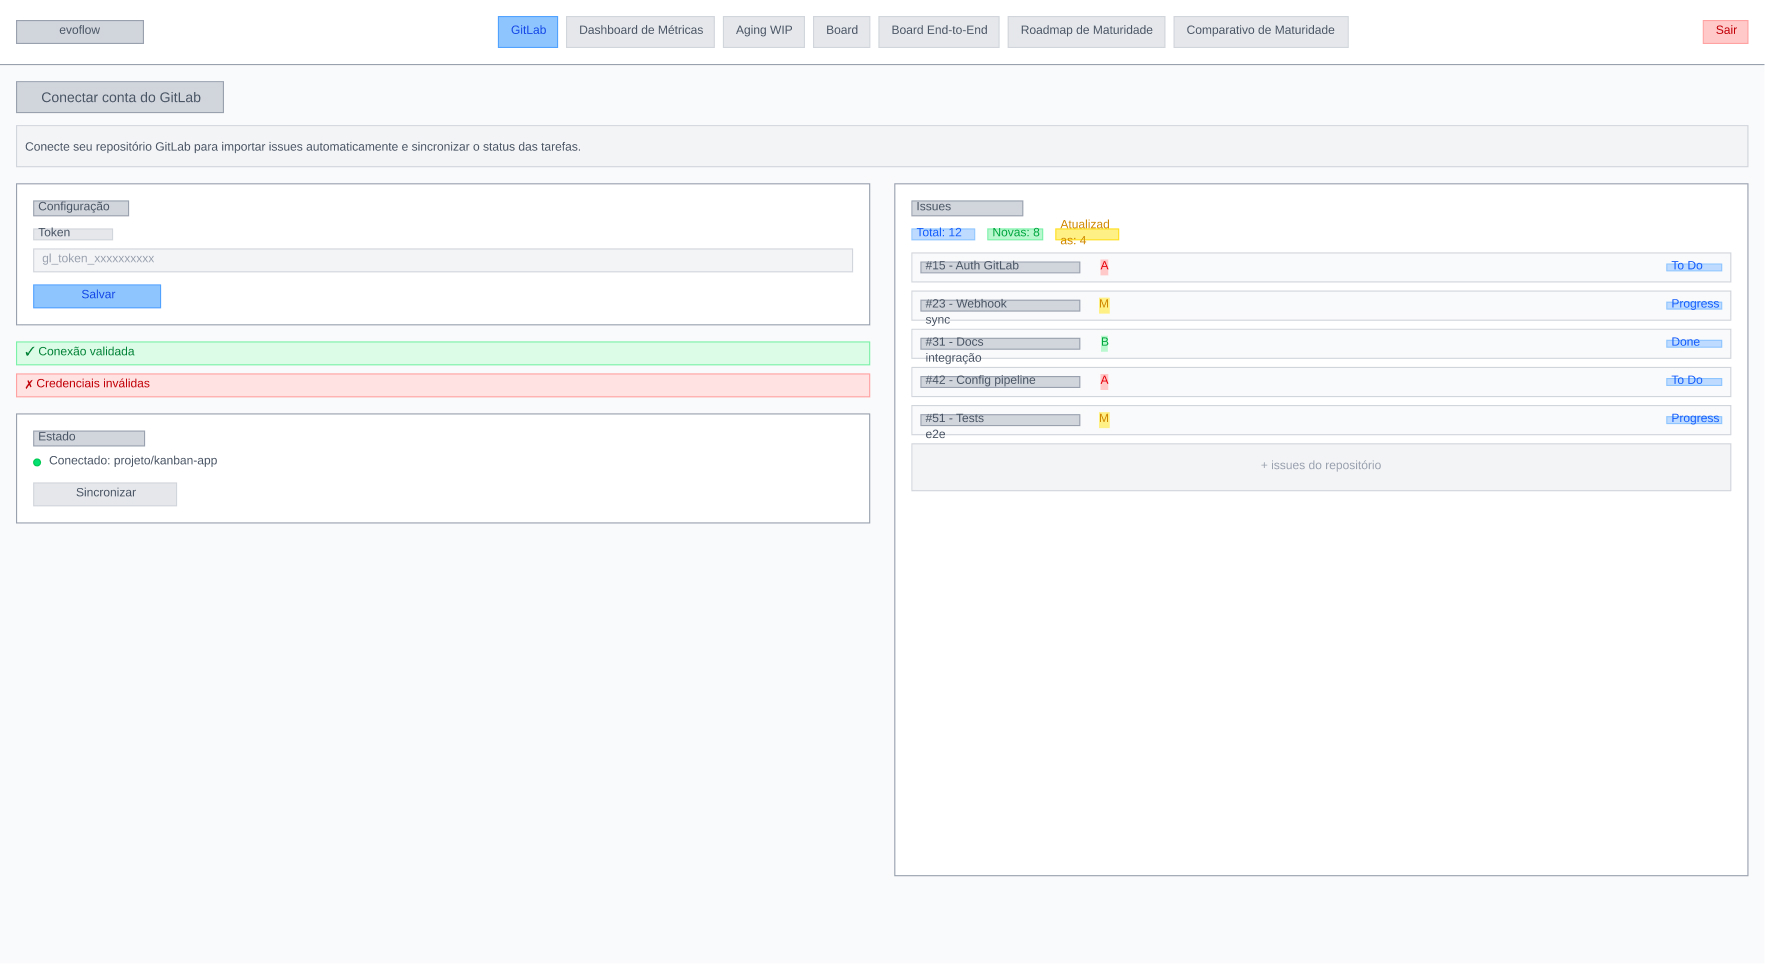 evoflow
GitLab
Dashboard de Métricas
Aging WIP
Board
Board End-to-End
Roadmap de Maturidade
Comparativo de Maturidade
Sair
Conectar conta do GitLab
Conecte seu repositório GitLab para importar issues automaticamente e sincronizar o status das tarefas.
Configuração
Token
gl_token_xxxxxxxxxx
Salvar
✓ Conexão validada
✗ Credenciais inválidas
Estado
Conectado: projeto/kanban-app
Sincronizar
Issues
Total: 12
Novas: 8
Atualizad
as: 4
#15 - Auth GitLab
A
To Do
#23 - Webhook
sync
M
Progress
#31 - Docs
integração
B
Done
#42 - Config pipeline
A
To Do
#51 - Tests
e2e
M
Progress
+ issues do repositório